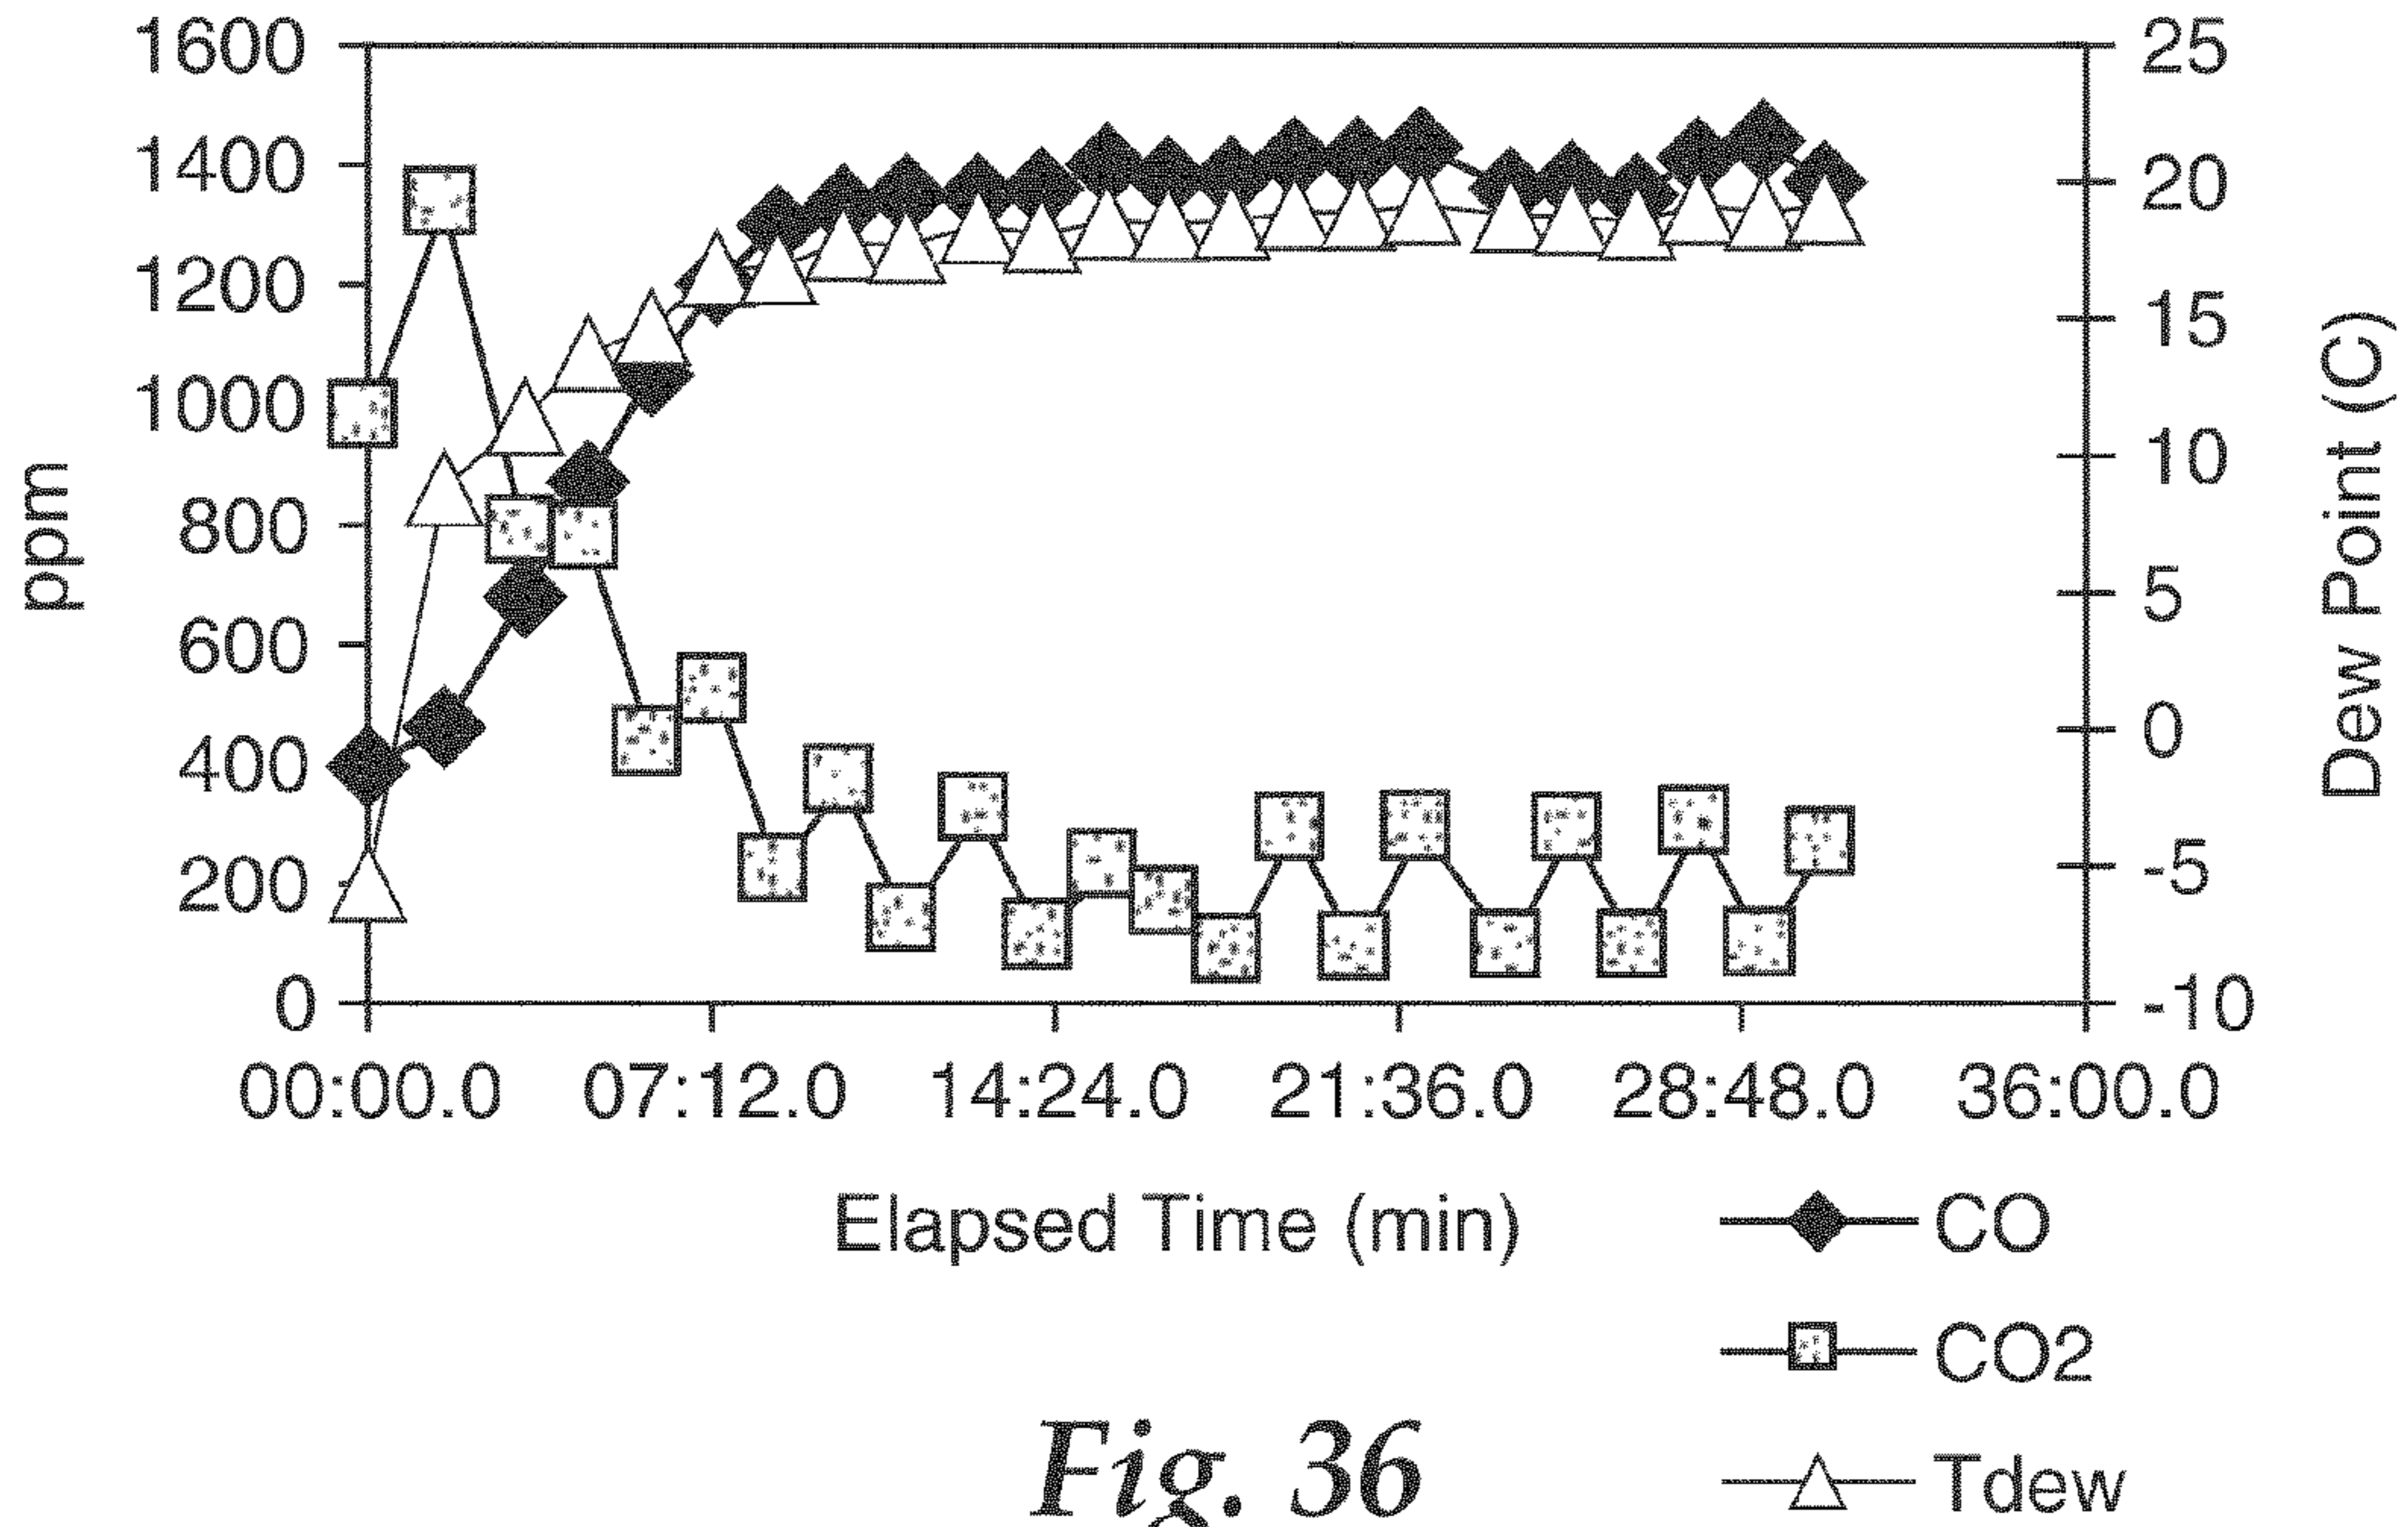 1600
1400
1200
1000
800
600
400
200
0
ppm
25
20
15
10
5
0
-5
-10
Dew Point (C)
00:00.0 07:12.0 14:24.0 21:36.0 28:48.0 36:00.0
Elapsed Time (min)
CO
CO2
Tdew
Fig. 36